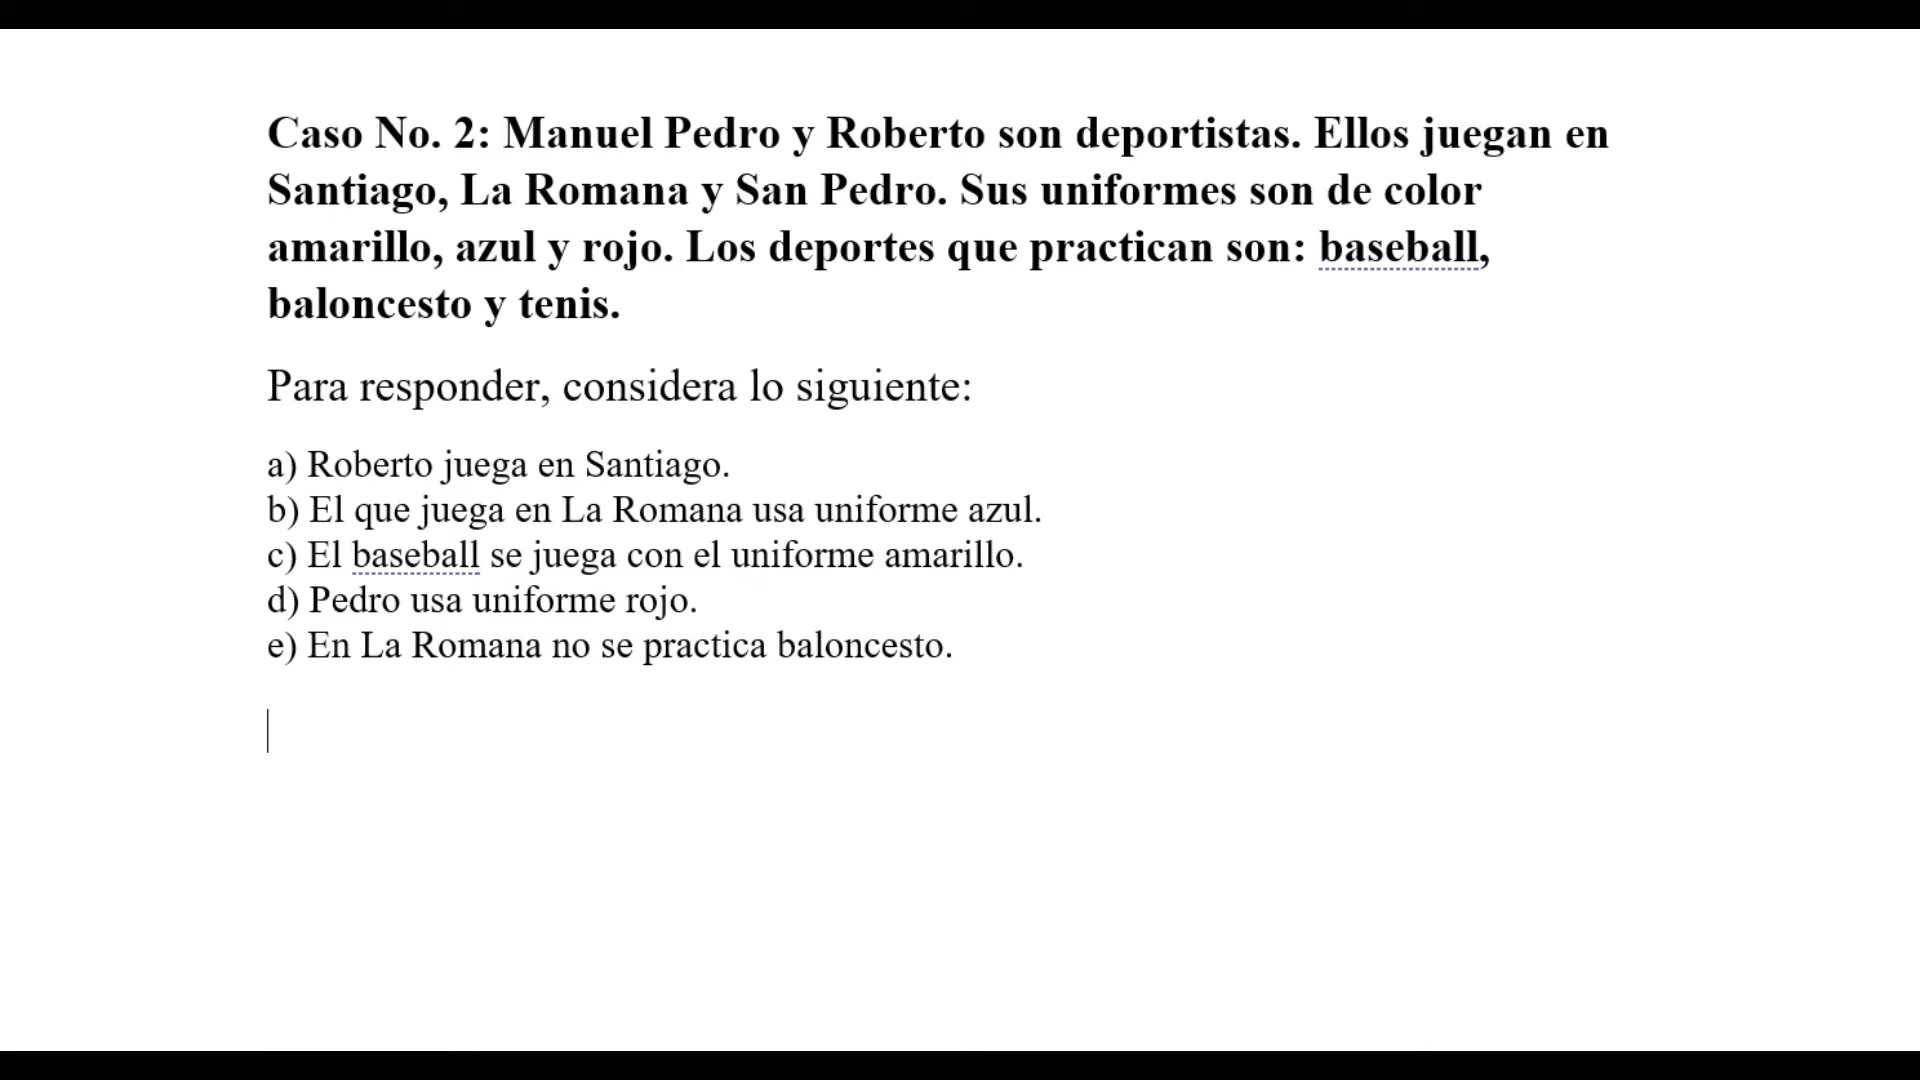 Caso No. 2: Manuel Pedro y Roberto son deportistas. Ellos juegan en
Santiago, La Romana y San Pedro. Sus uniformes son de color
amarillo, azul y rojo. Los deportes que practican son: baseball,
baloncesto y tenis.
Para responder, considera lo siguiente:
a) Roberto juega en Santiago.
b) El que juega en La Romana usa uniforme azul.
c) El baseball se juega con el uniforme amarillo.
d) Pedro usa uniforme rojo.
e) En La Romana no se practica baloncesto.